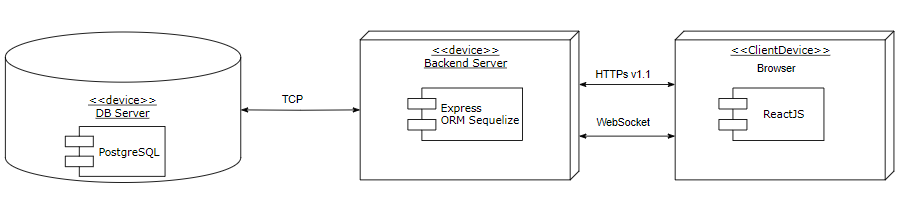 <<device>>
DB Server
PostgreSQL
TCP
<<device>>
Backend Server
Express
ORM Sequelize
HTTPs v1.1
WebSocket
<<ClientDevice>>
Browser
ReactJS